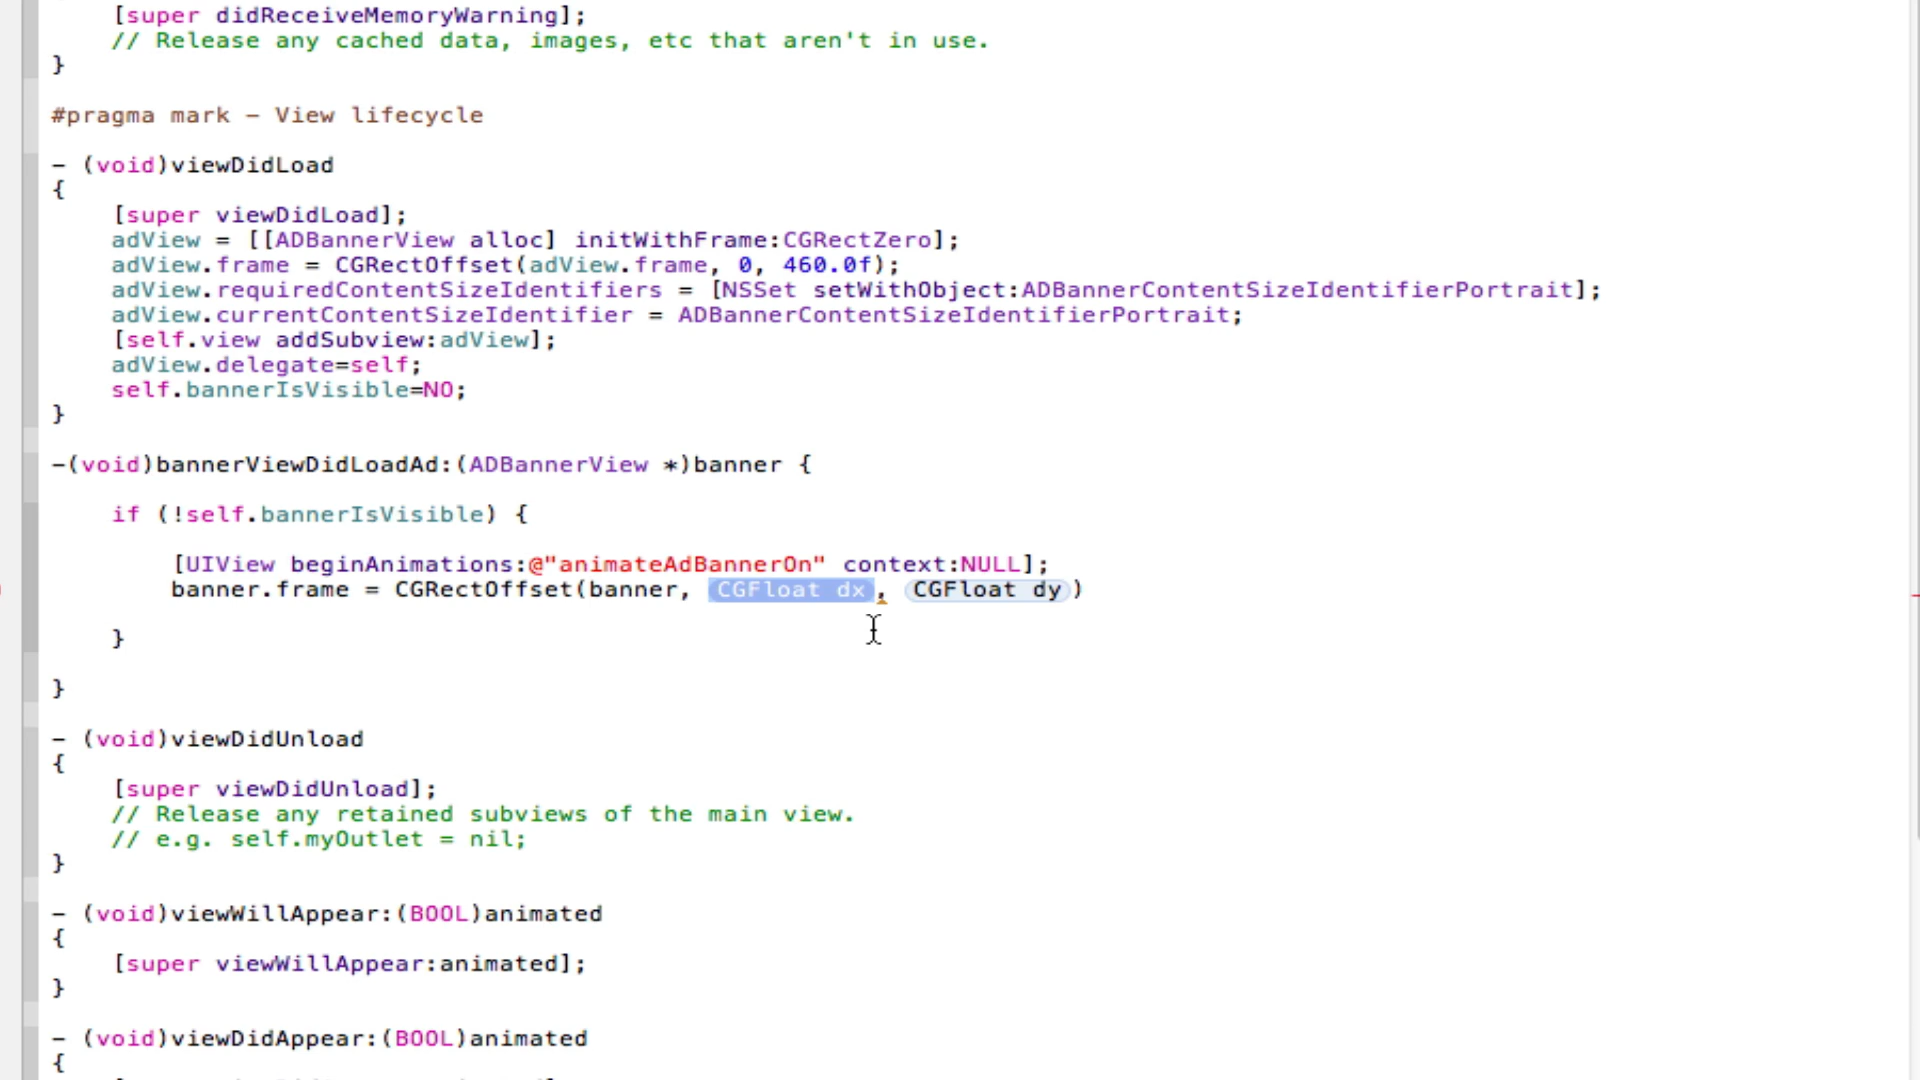 [super didReceiveMemoryWarning];
// Release any cached data, images, etc that aren't in use.
}
#pragma mark - View lifecycle
- (void)viewDidLoad
{
[super viewDidLoad];
adView = [[ADBannerView alloc] initWithFrame:CGRectZero];
adView.frame = CGRectOffset(adView.frame, 0, 460.0f);
adView.requiredContentSizeIdentifiers = [NSSet setWithObject:ADBannerContentSizeIdentifierPortrait];
adView.currentContentSizeIdentifier = ADBannerContentSizeIdentifierPortrait;
[self.view addSubview:adView];
adView.delegate=self;
self.bannerIsVisible=NO;
}
-(void)bannerViewDidLoadAd:(ADBannerView *)banner {
if (!self.bannerIsVisible) {
[UIView beginAnimations:@"animateAdBannerOn" context:NULL];
banner.frame = CGRectOffset(banner, CGFloat dx, CGFloat dy)
}
}
- (void)viewDidUnload
{
[super viewDidUnload];
// Release any retained subviews of the main view.
// e.g. self.myOutlet = nil;
}
- (void)viewWillAppear:(BOOL)animated
{
[super viewWillAppear:animated];
}
- (void)viewDidAppear:(BOOL)animated
{